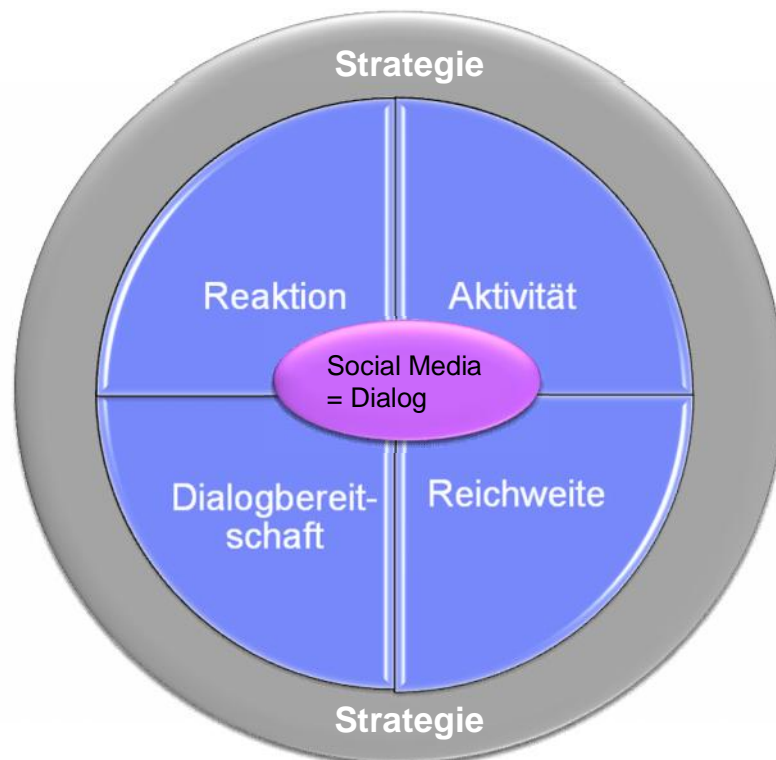 Strategie
Reaktion
Aktivität
Social Media
= Dialog
Dialogbereit-
schaft
Reichweite
Strategie